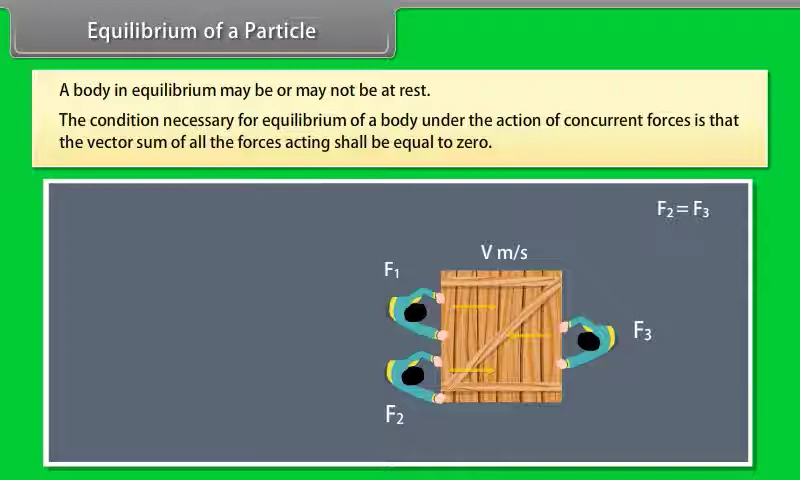 Equilibrium of a Particle
A body in equilibrium may be or may not be at rest.
The condition necessary for equilibrium of a body under the action of concurrent forces is that
the vector sum of all the forces acting shall be equal to zero.
F₂ = F₃
V m/s
F₁
F₃
F₂